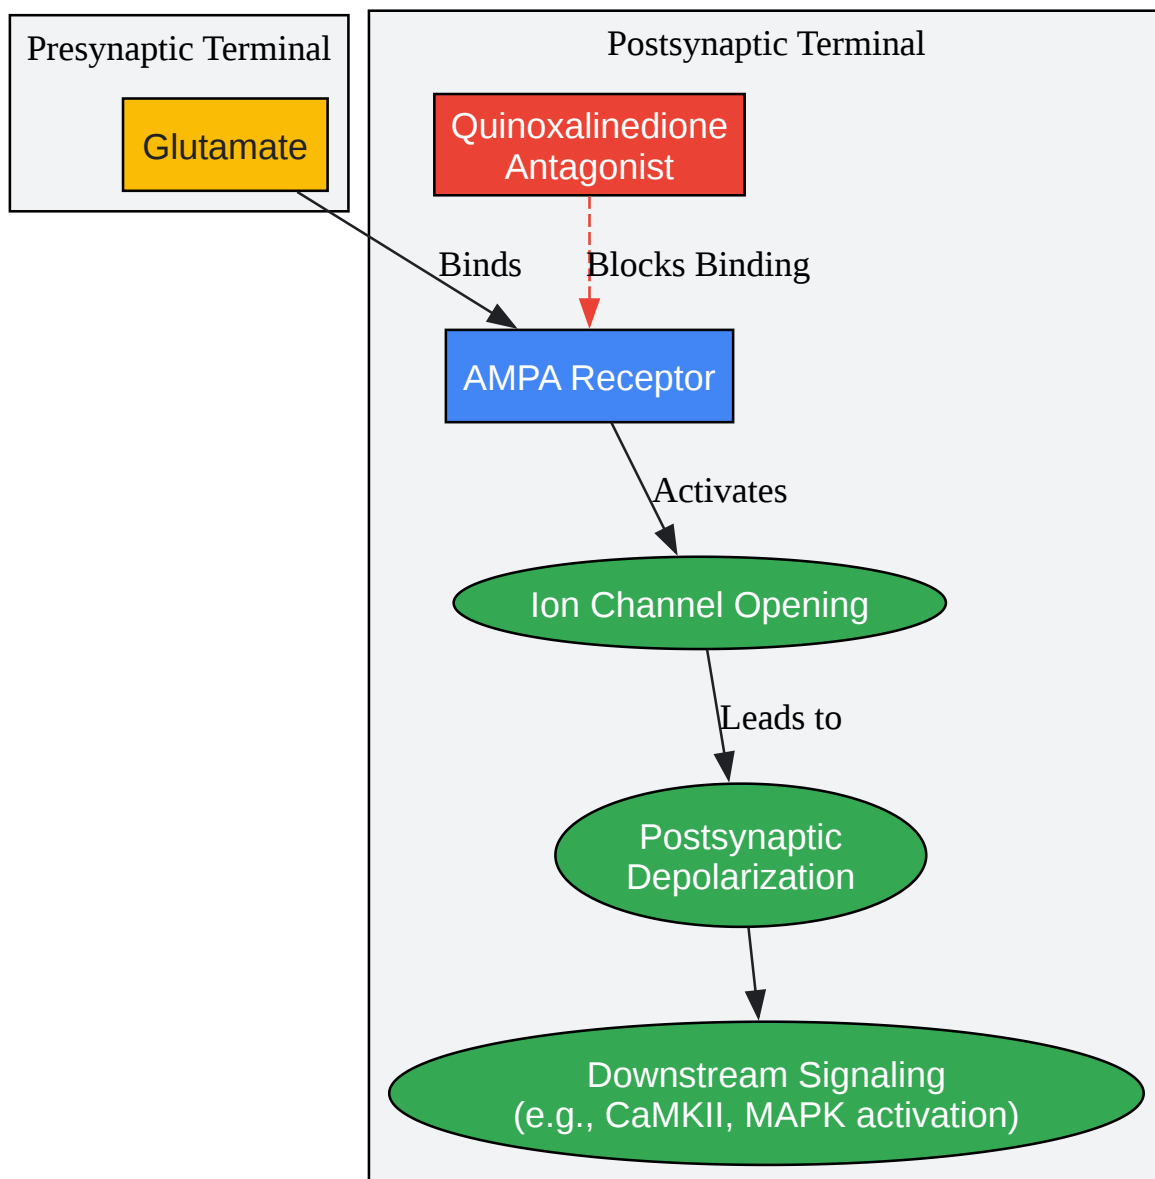 Presynaptic Terminal
Glutamate
Postsynaptic Terminal
Quinoxalinedione
Antagonist
Binds
Blocks Binding
AMPA Receptor
Activates
Ion Channel Opening
Leads to
Postsynaptic
Depolarization
Downstream Signaling
(e.g., CaMKII, MAPK activation)